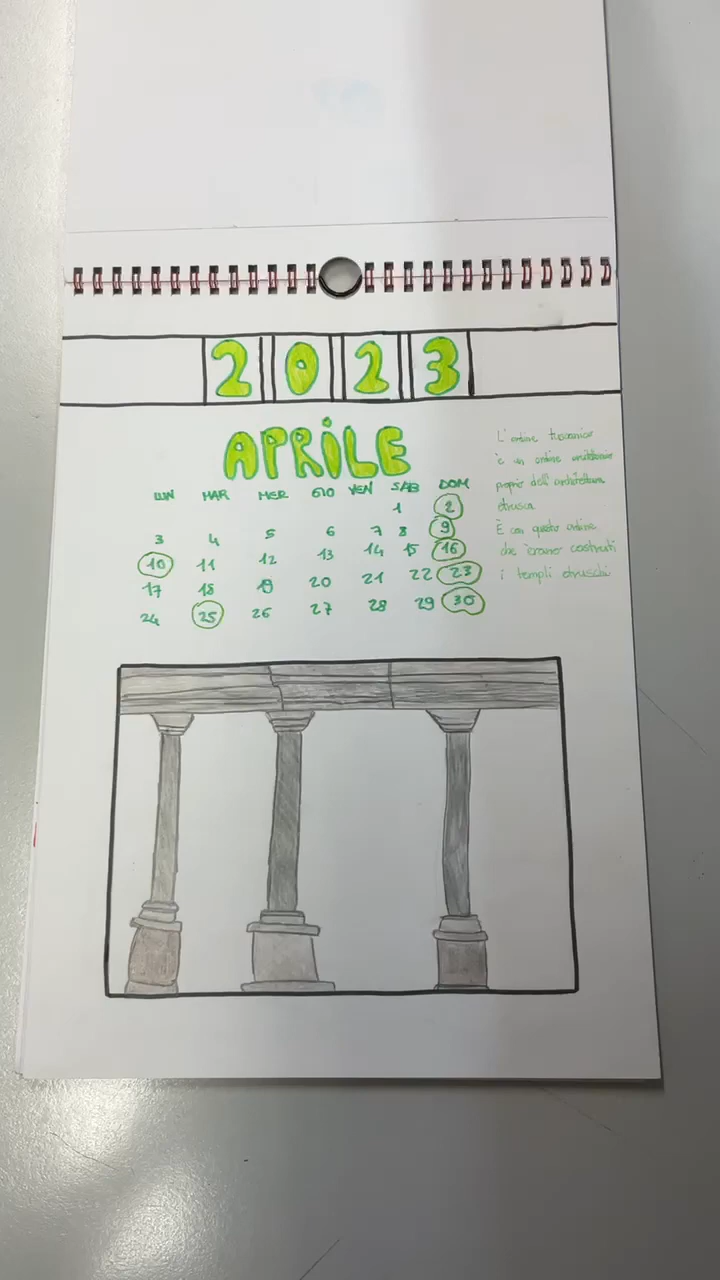 2023
APRILE
LUN MAR MER GIO VEN SAB DOM
1 2
3 4 5 6 7 8 9
10 11 12 13 14 15 16
17 18 19 20 21 22 23
24 25 26 27 28 29 30
L'ordine tuscanico
è un ordine
proprio dell'architettura
etrusca
È con questo ordine
che erano costruiti
i templi etruschi